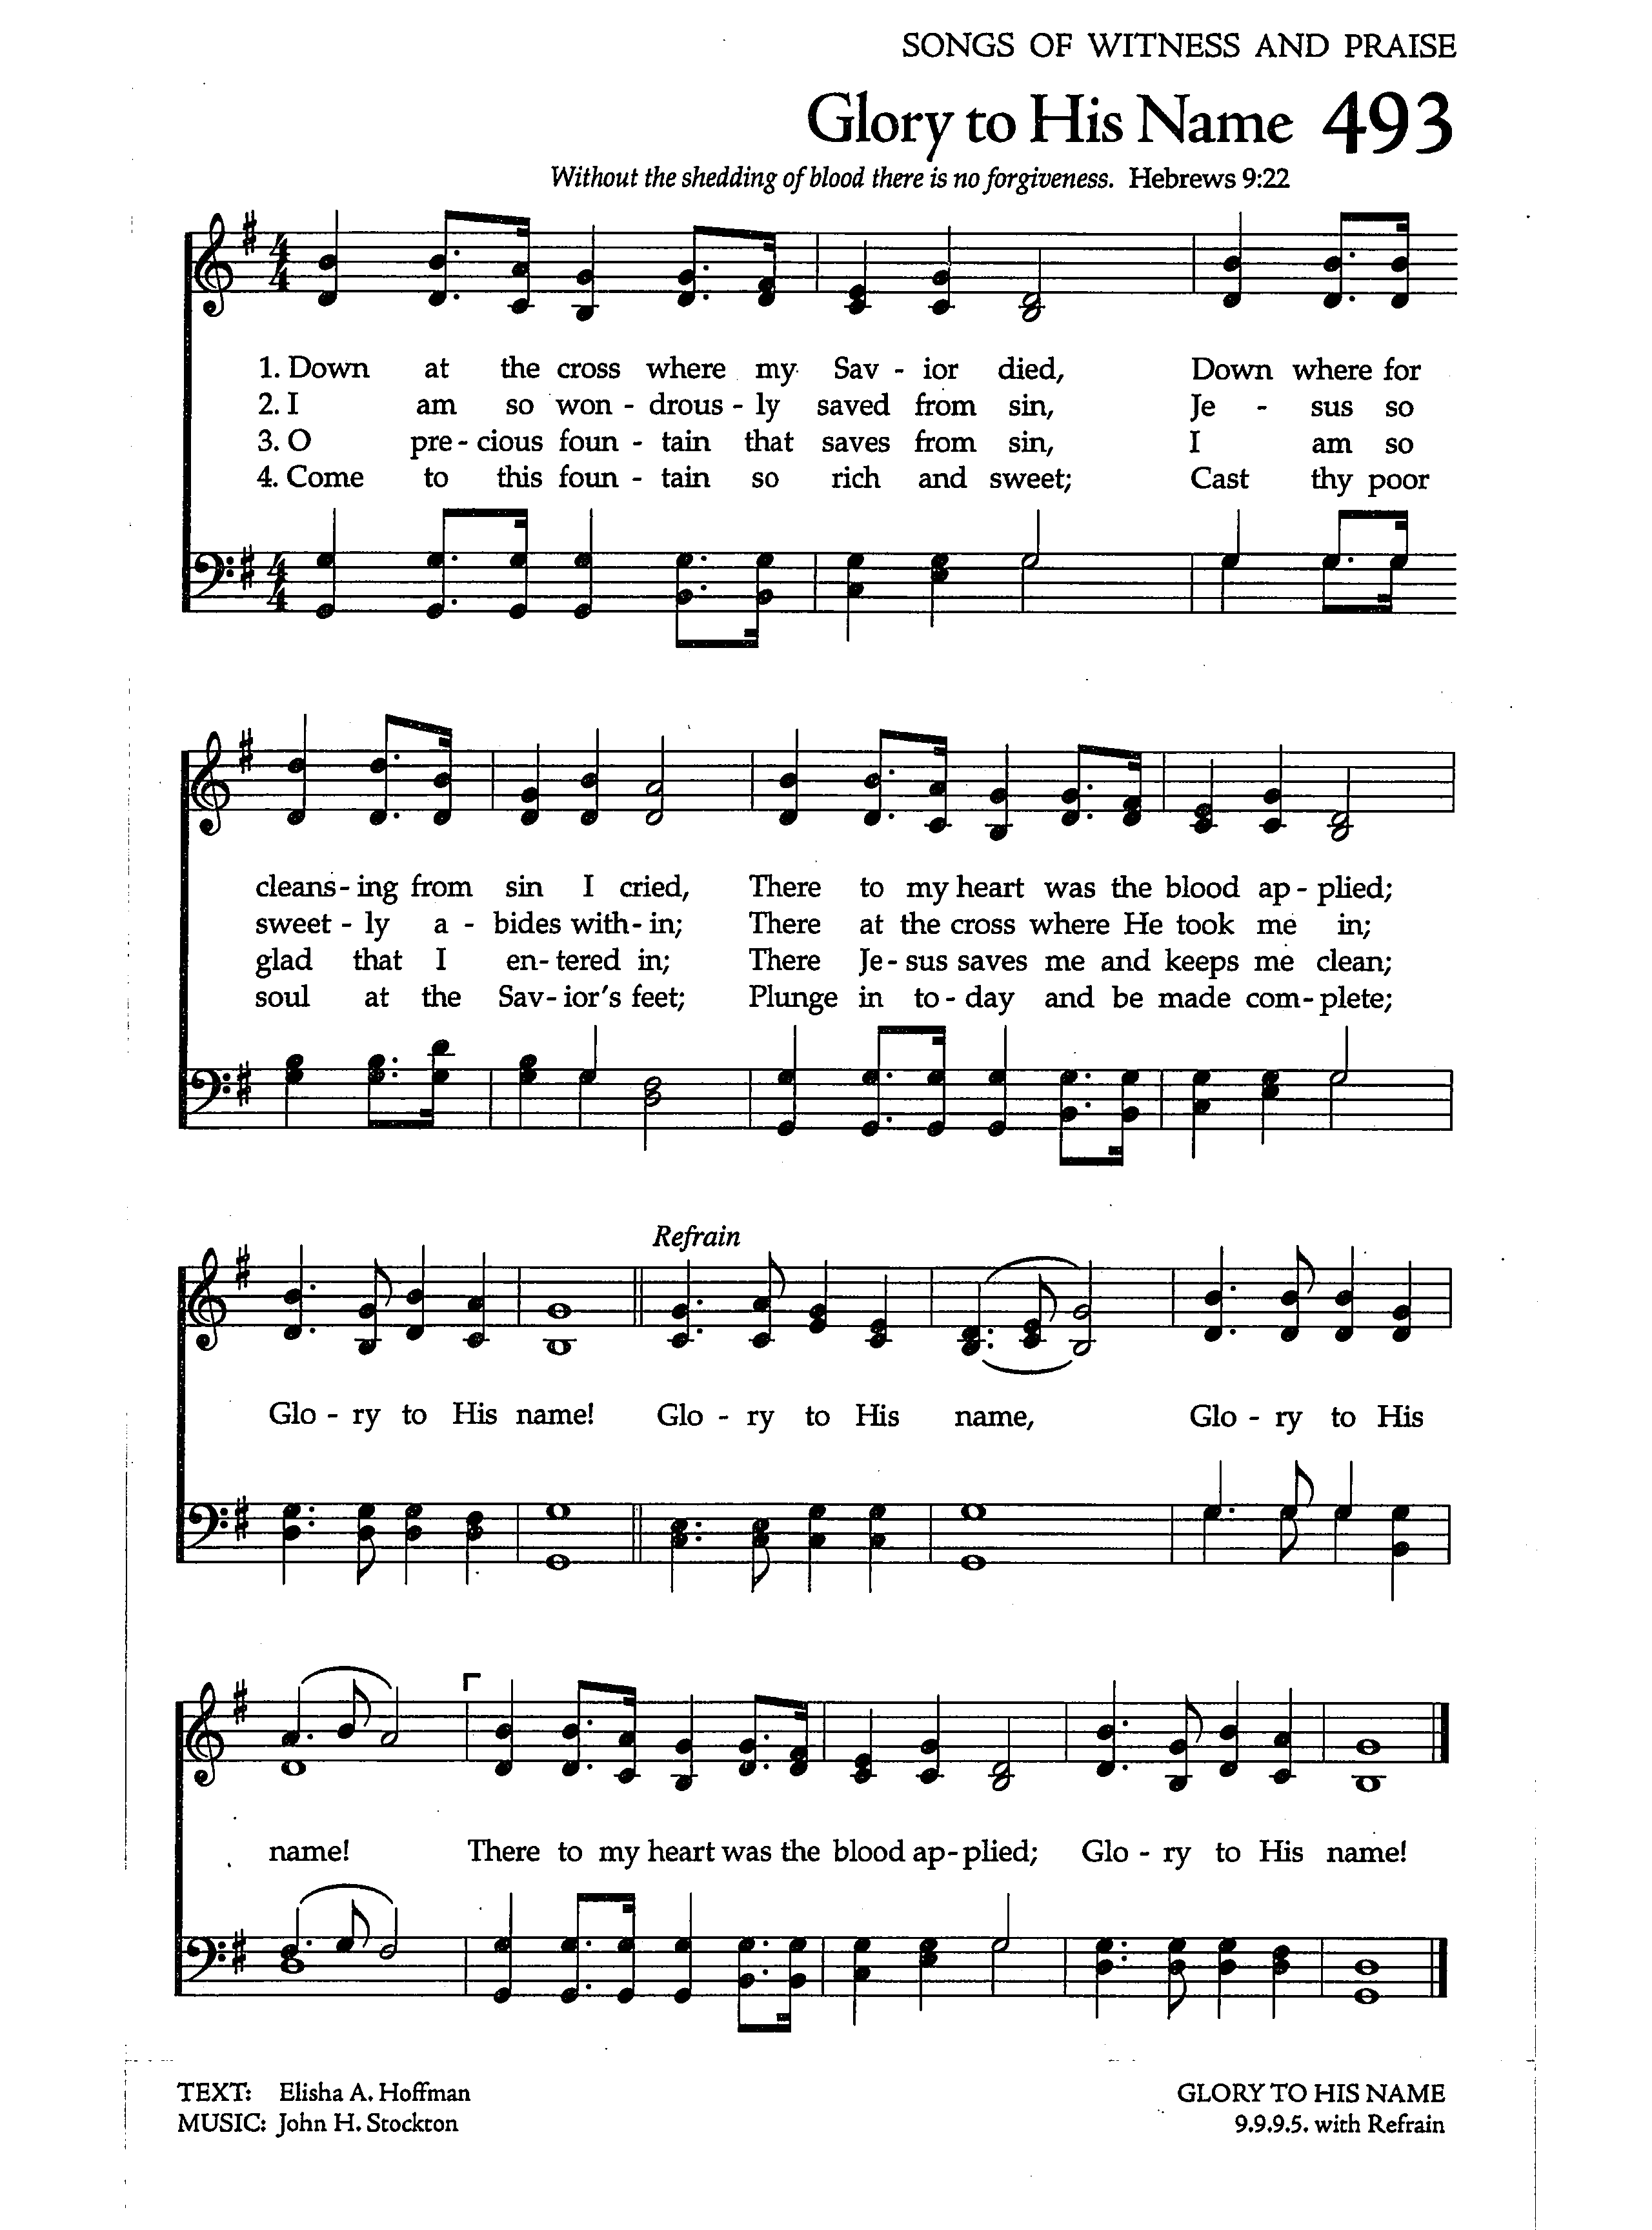 SONGS OF WITNESS AND PRAISE
Glory to His Name 493
Without the shedding of blood there is no forgiveness. Hebrews 9:22
1. Down at the cross where my Sav - ior died, Down where for
2. I am so won - drous - ly saved from sin, Je - sus so
3. O pre - cious foun - tain that saves from sin, I am so
4. Come to this foun - tain so rich and sweet; Cast thy poor
cleans - ing from sin I cried, There to my heart was the blood ap - plied;
sweet - ly a - bides with - in; There at the cross where He took me in;
glad that I en - tered in; There Je - sus saves me and keeps me clean;
soul at the Sav - ior's feet; Plunge in to - day and be made com - plete;
Refrain
Glo - ry to His name! Glo - ry to His name, Glo - ry to His
name! There to my heart was the blood ap - plied; Glo - ry to His name!
TEXT: Elisha A. Hoffman
MUSIC: John H. Stockton
GLORY TO HIS NAME
9.9.9.5. with Refrain